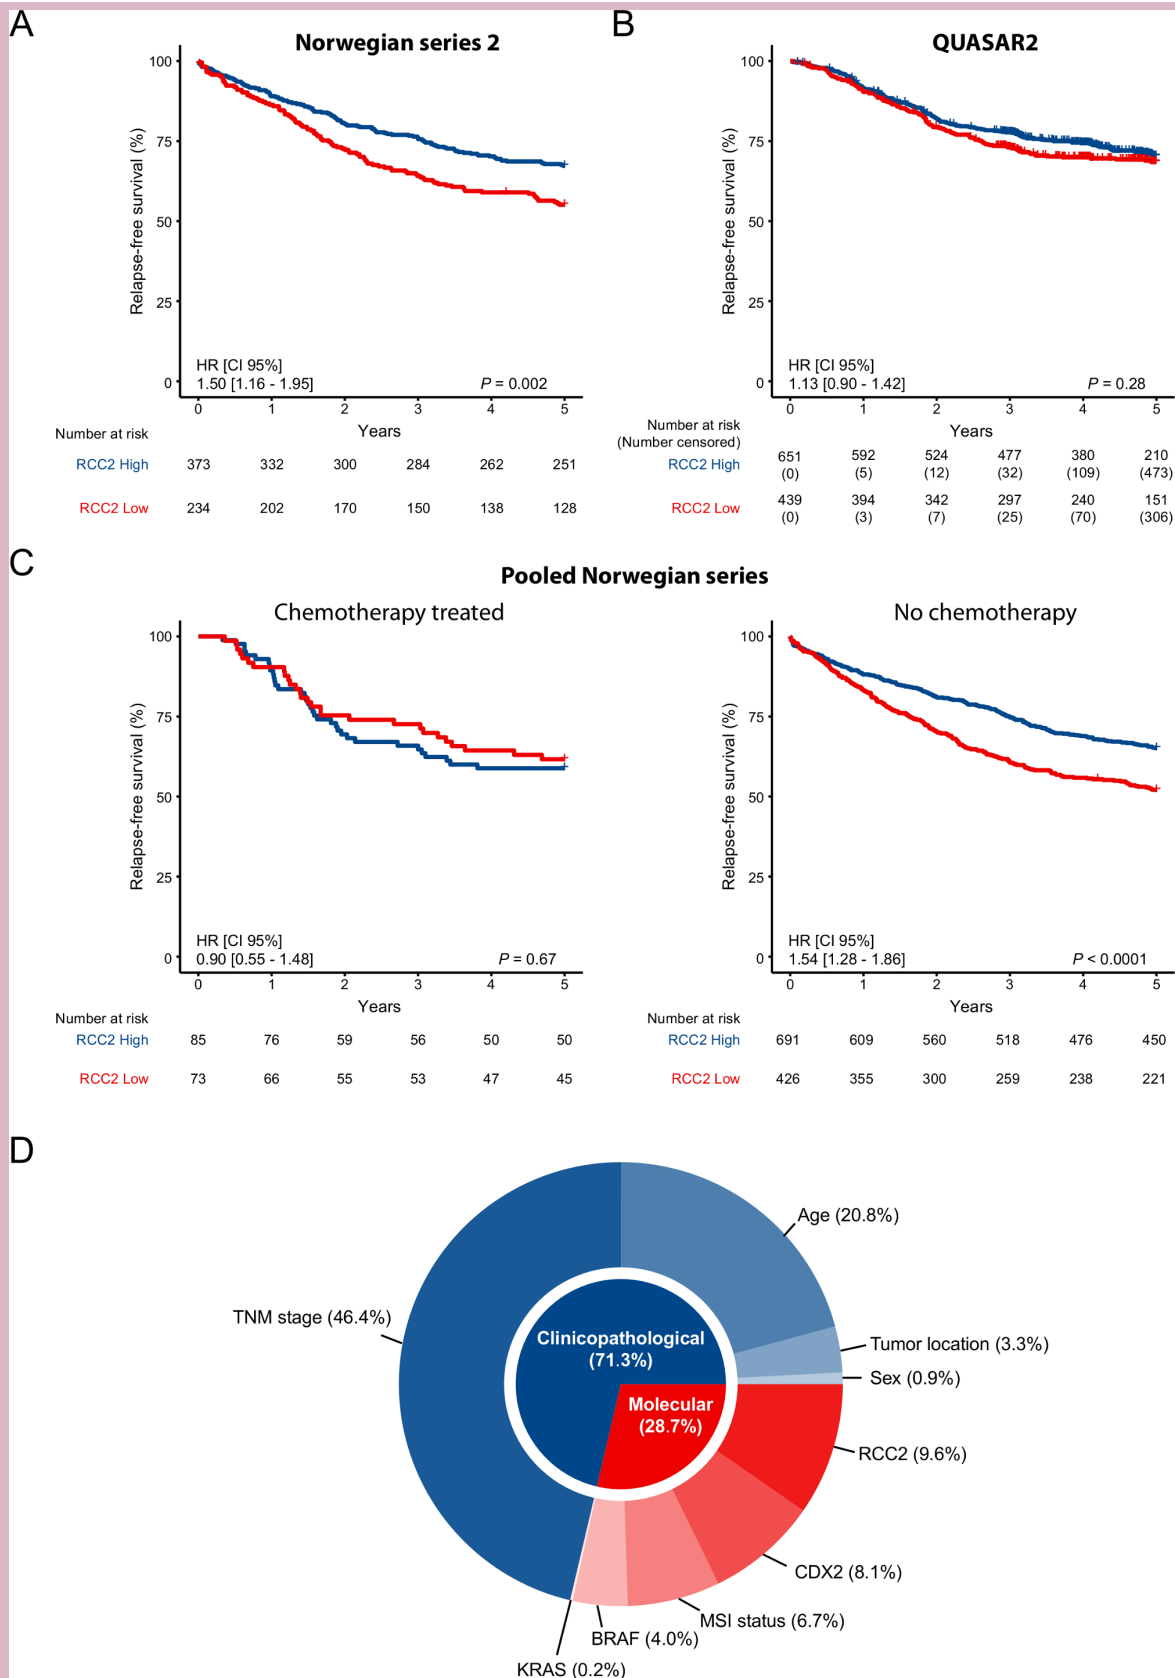 A
Norwegian series 2
100
75
50
25
0
Relapse-free survival (%)
HR [CI 95%]
1.50 [1.16 - 1.95]
P = 0.002
0 1 2 3 4 5
Years
Number at risk
RCC2 High 373 332 300 284 262 251
RCC2 Low 234 202 170 150 138 128
B
QUASAR2
100
75
50
25
0
Relapse-free survival (%)
HR [CI 95%]
1.13 [0.90 - 1.42]
P = 0.28
0 1 2 3 4 5
Years
Number at risk
(Number censored)
RCC2 High 651 592 524 477 380 210
(0) (5) (12) (32) (109) (473)
RCC2 Low 439 394 342 297 240 151
(0) (3) (7) (25) (70) (306)
C
Pooled Norwegian series
Chemotherapy treated
100
75
50
25
0
Relapse-free survival (%)
HR [CI 95%]
0.90 [0.55 - 1.48]
P = 0.67
0 1 2 3 4 5
Years
Number at risk
RCC2 High 85 76 59 56 50 50
RCC2 Low 73 66 55 53 47 45
No chemotherapy
100
75
50
25
0
Relapse-free survival (%)
HR [CI 95%]
1.54 [1.28 - 1.86]
P < 0.0001
0 1 2 3 4 5
Years
Number at risk
RCC2 High 691 609 560 518 476 450
RCC2 Low 426 355 300 259 238 221
D
Age (20.8%)
TNM stage (46.4%)
Clinicopathological
(71.3%)
Tumor location (3.3%)
Sex (0.9%)
Molecular
(28.7%)
RCC2 (9.6%)
CDX2 (8.1%)
MSI status (6.7%)
BRAF (4.0%)
KRAS (0.2%)